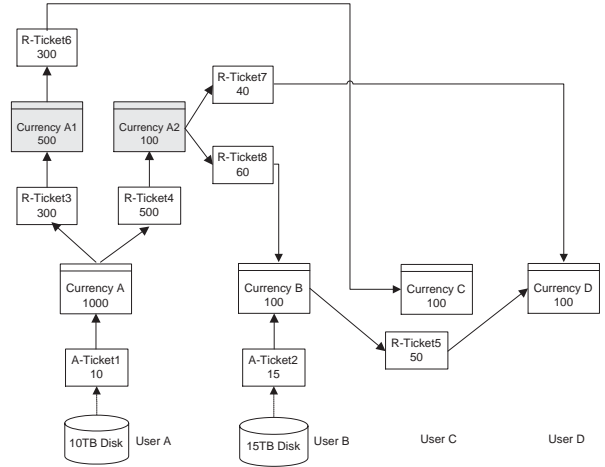 R-Ticket6
300
R-Ticket7
40
Currency A1
500
Currency A2
100
R-Ticket8
60
R-Ticket3
300
R-Ticket4
500
Currency A
1000
Currency B
100
Currency C
100
Currency D
100
R-Ticket5
50
A-Ticket1
10
A-Ticket2
15
10TB Disk
User A
15TB Disk
User B
User C
User D